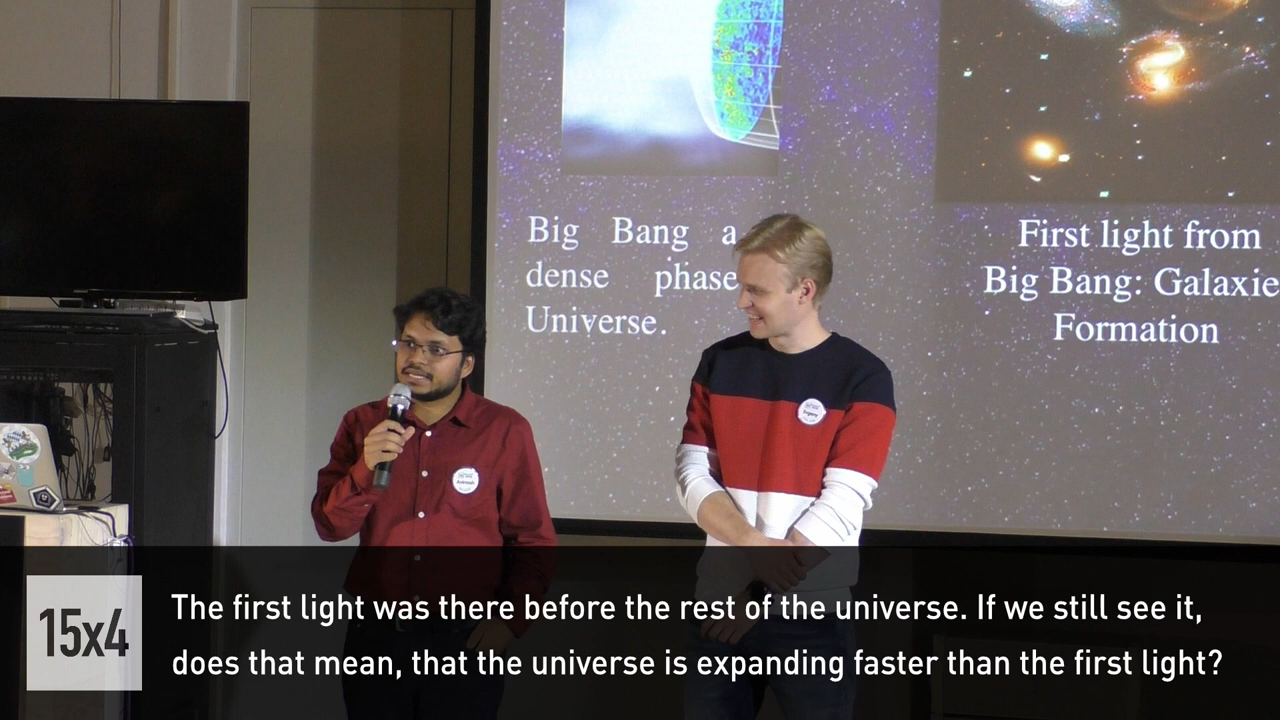 Big Bang a
dense phase
Universe.
First light from
Big Bang: Galaxie
Formation
Avinash
Evgeny
15x4
The first light was there before the rest of the universe. If we still see it,
does that mean, that the universe is expanding faster than the first light?